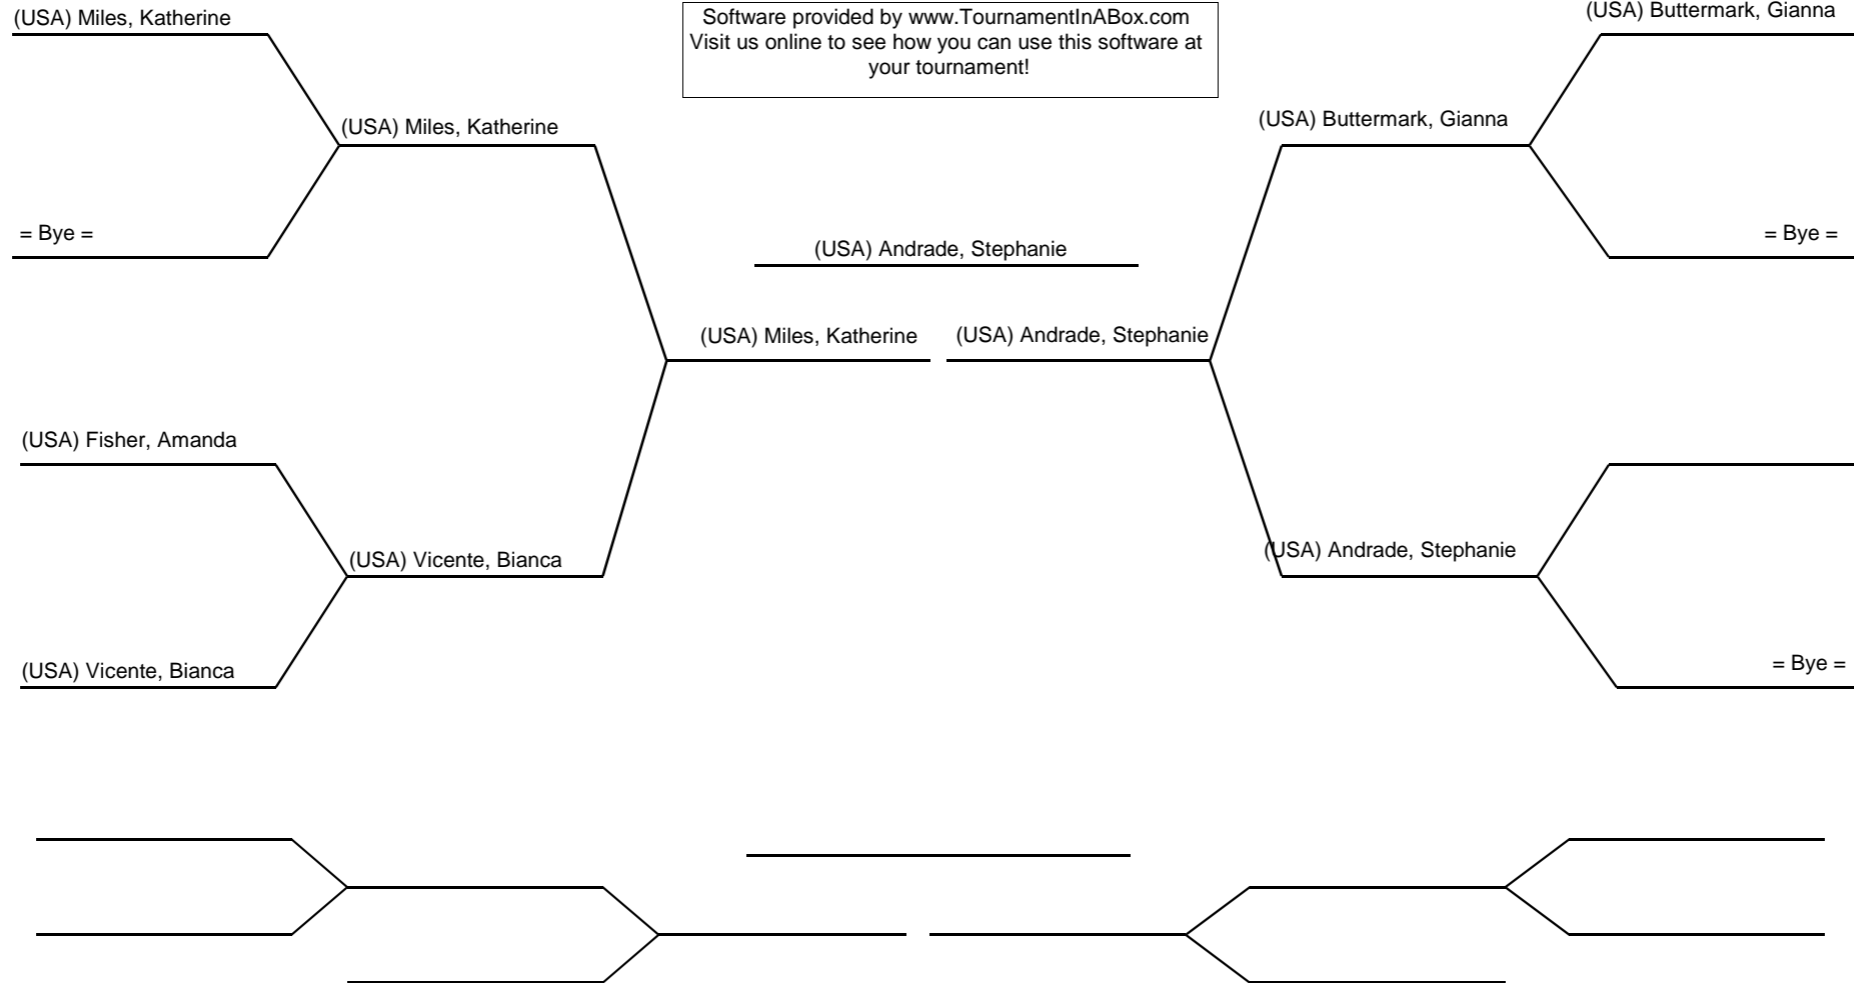 (USA) Miles, Katherine
Software provided by www.TournamentInABox.com
Visit us online to see how you can use this software at
your tournament!
(USA) Buttermark, Gianna
(USA) Miles, Katherine
(USA) Buttermark, Gianna
= Bye =
(USA) Andrade, Stephanie
= Bye =
(USA) Miles, Katherine
(USA) Andrade, Stephanie
(USA) Fisher, Amanda
(USA) Vicente, Bianca
(USA) Andrade, Stephanie
(USA) Vicente, Bianca
= Bye =